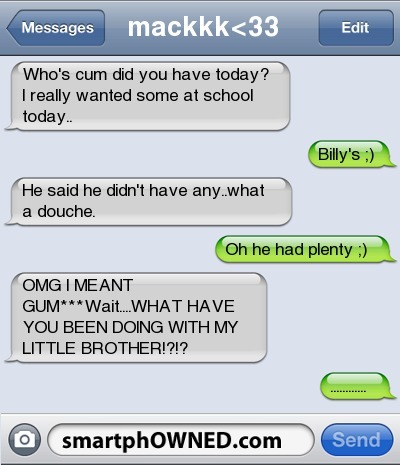 Messages
mackkk<33
Edit
Who's cum did you have today?
I really wanted some at school
today..
Billy's ;)
He said he didn't have any..what
a douche.
Oh he had plenty ;)
OMG I MEANT
GUM***Wait....WHAT HAVE
YOU BEEN DOING WITH MY
LITTLE BROTHER!?!?
............
smartphOWNED.com
Send